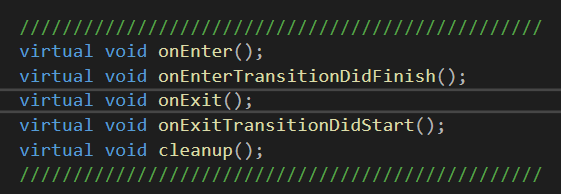 //////////////////////////////////////////////////
virtual void onEnter();
virtual void onEnterTransitionDidFinish();
virtual void onExit();
virtual void onExitTransitionDidStart();
virtual void cleanup();
//////////////////////////////////////////////////